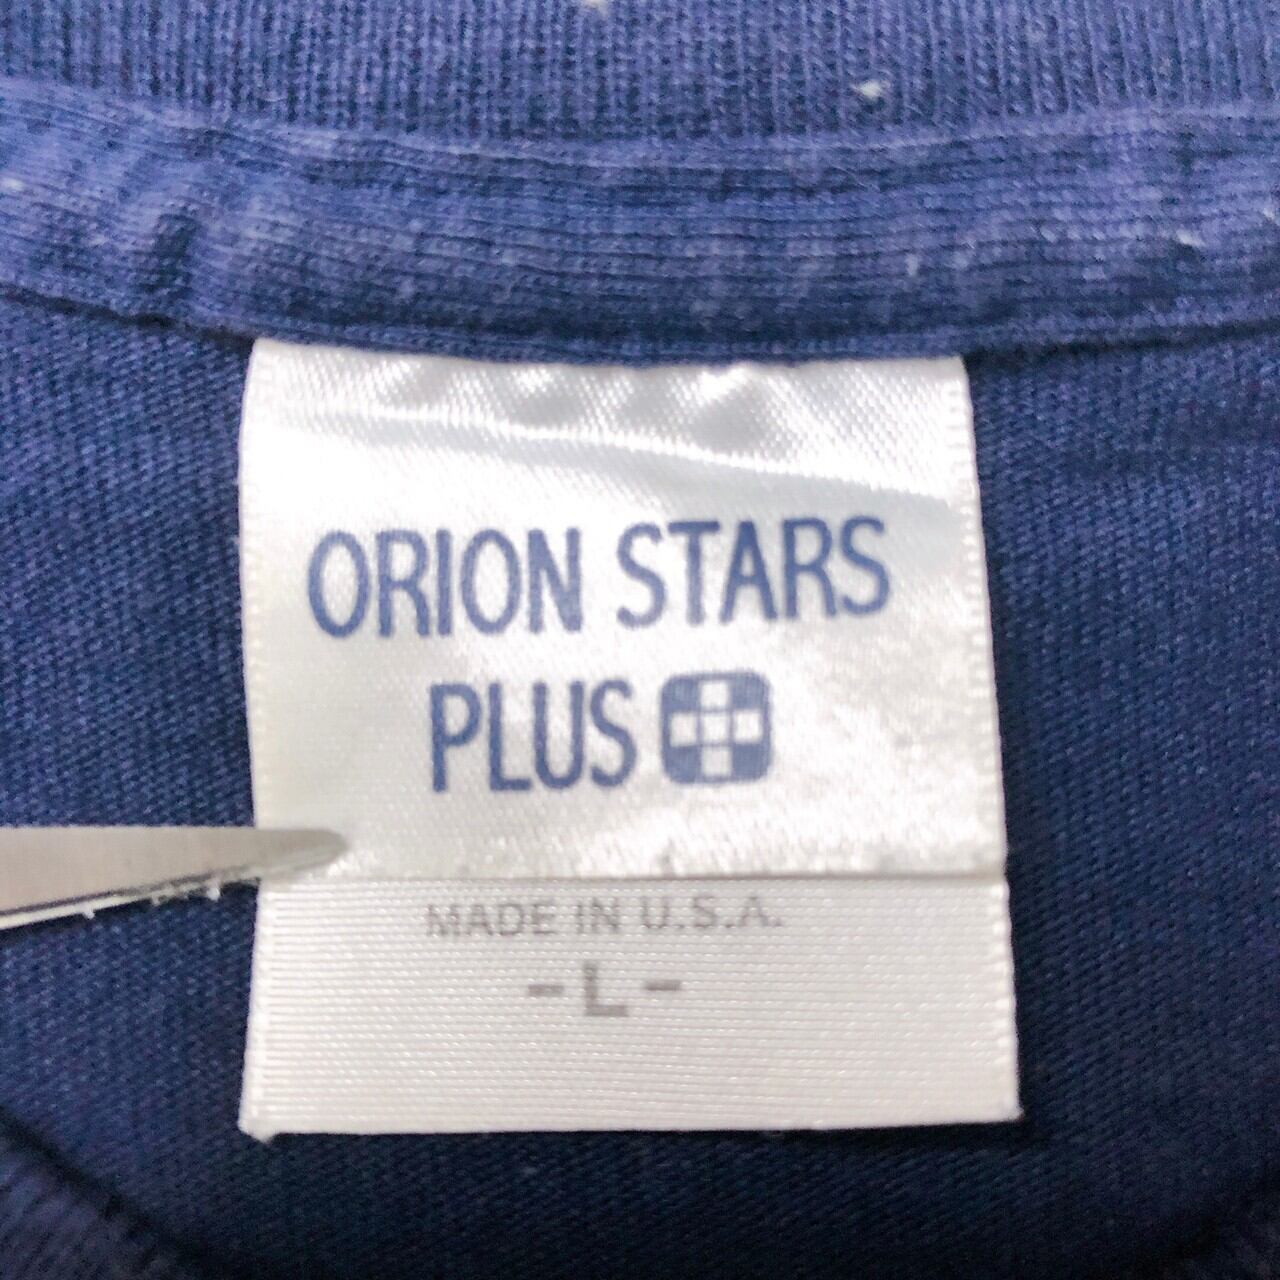 ORION STARS
PLUS
MADE IN U.S.A.
-L-